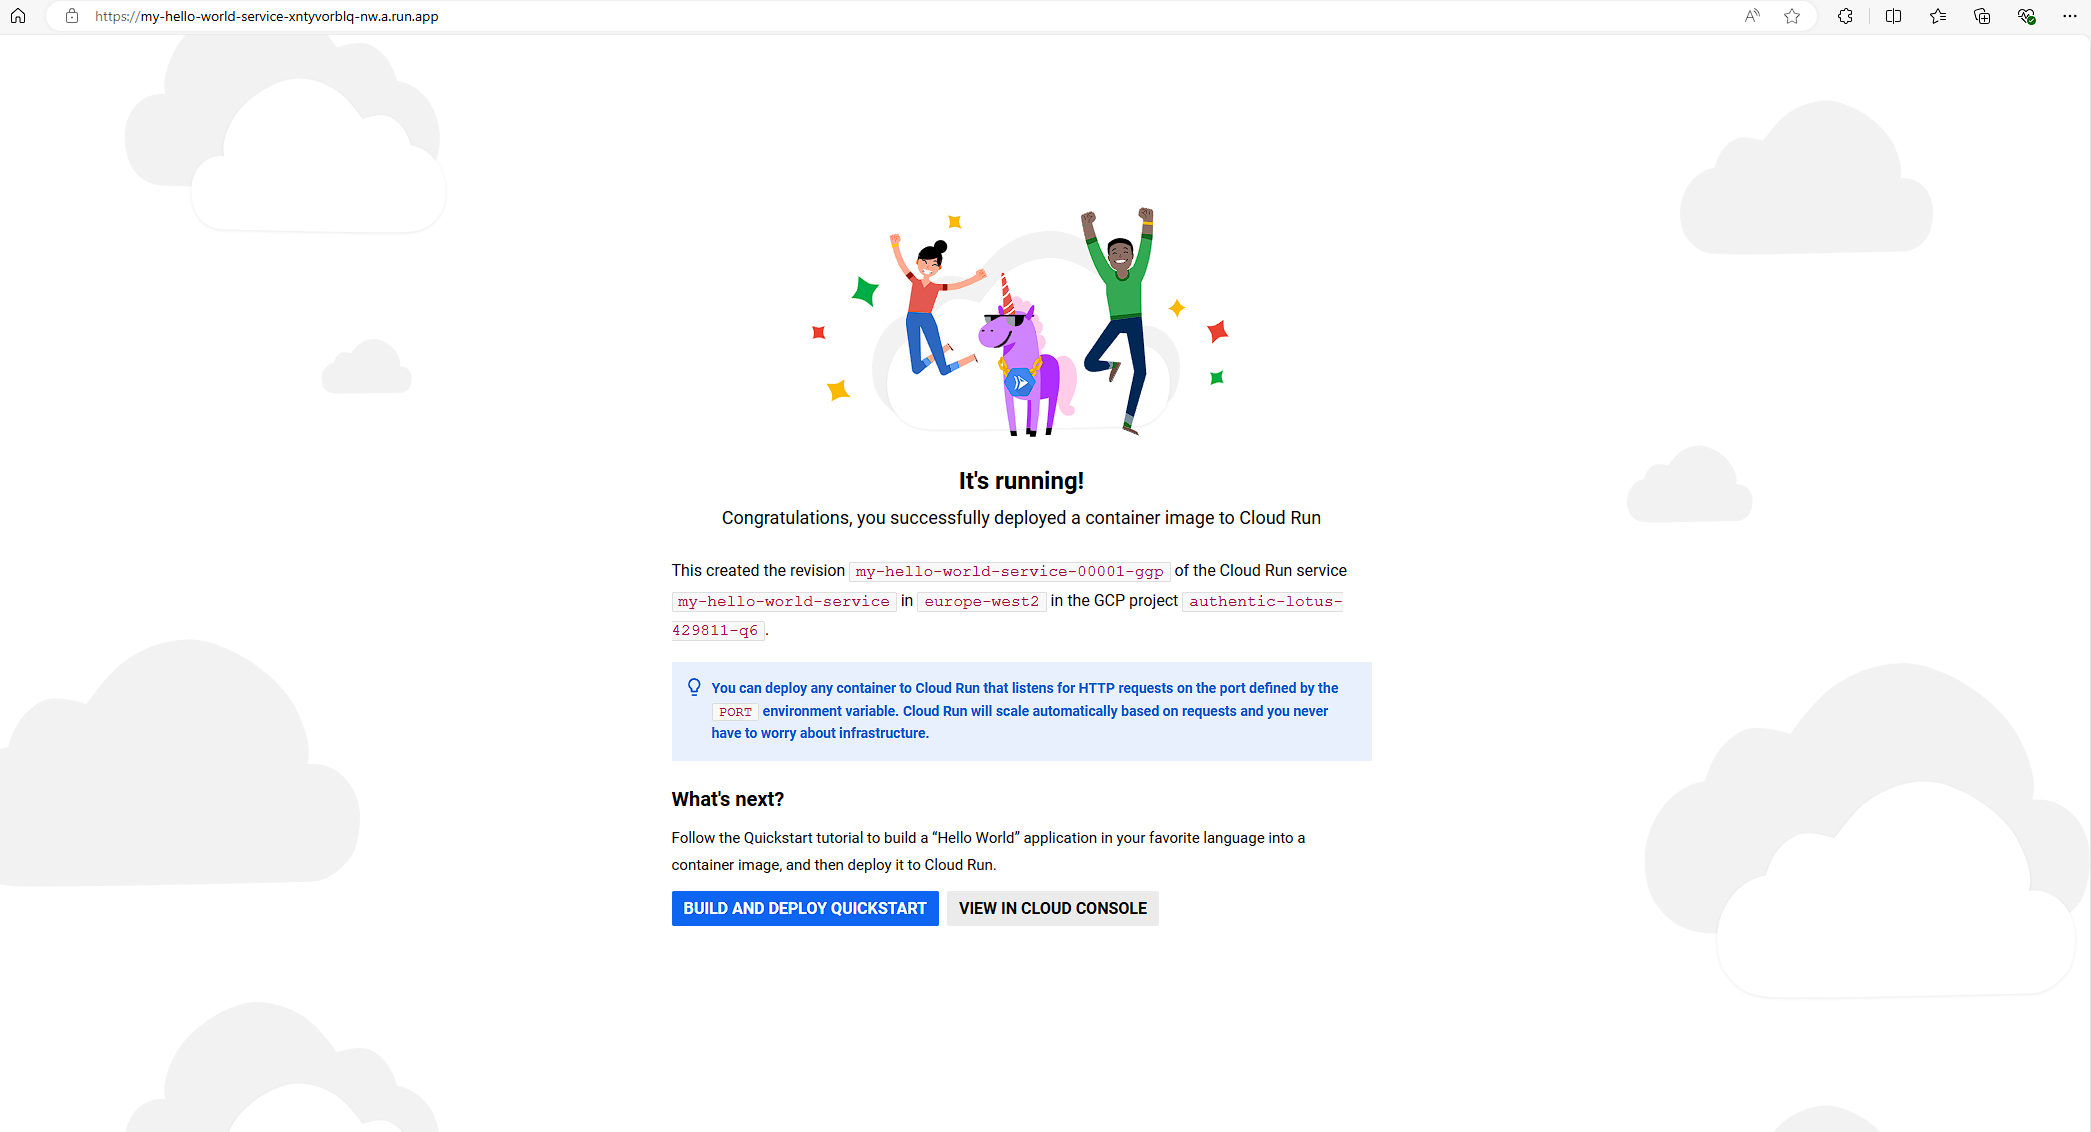 https://my-hello-world-service-xntyvorblq-nw.a.run.app
It's running!
Congratulations, you successfully deployed a container image to Cloud Run
This created the revision my-hello-world-service-00001-ggp of the Cloud Run service
my-hello-world-service in europe-west2 in the GCP project authentic-lotus-
429811-q6.
You can deploy any container to Cloud Run that listens for HTTP requests on the port defined by the
PORT environment variable. Cloud Run will scale automatically based on requests and you never
have to worry about infrastructure.
What's next?
Follow the Quickstart tutorial to build a “Hello World” application in your favorite language into a
container image, and then deploy it to Cloud Run.
BUILD AND DEPLOY QUICKSTART VIEW IN CLOUD CONSOLE